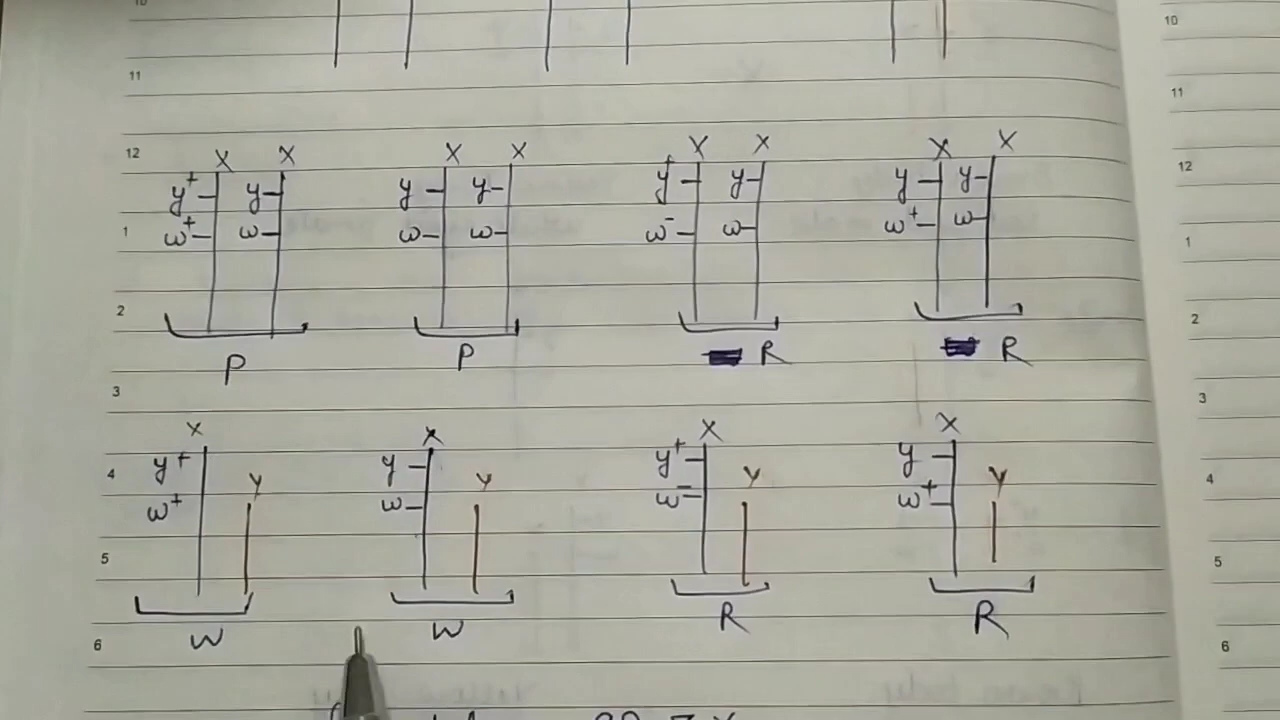 10
10
11
11
12 X X X X X X X X 12
y+ y y y y+ y y y
1 w+ w w w w- w w+ w 1
2 2
P P R R
3 3
X X X X
4 y+ Y y Y y+ Y y Y 4
w+ w w- w+
5 5
W W R R
6 6